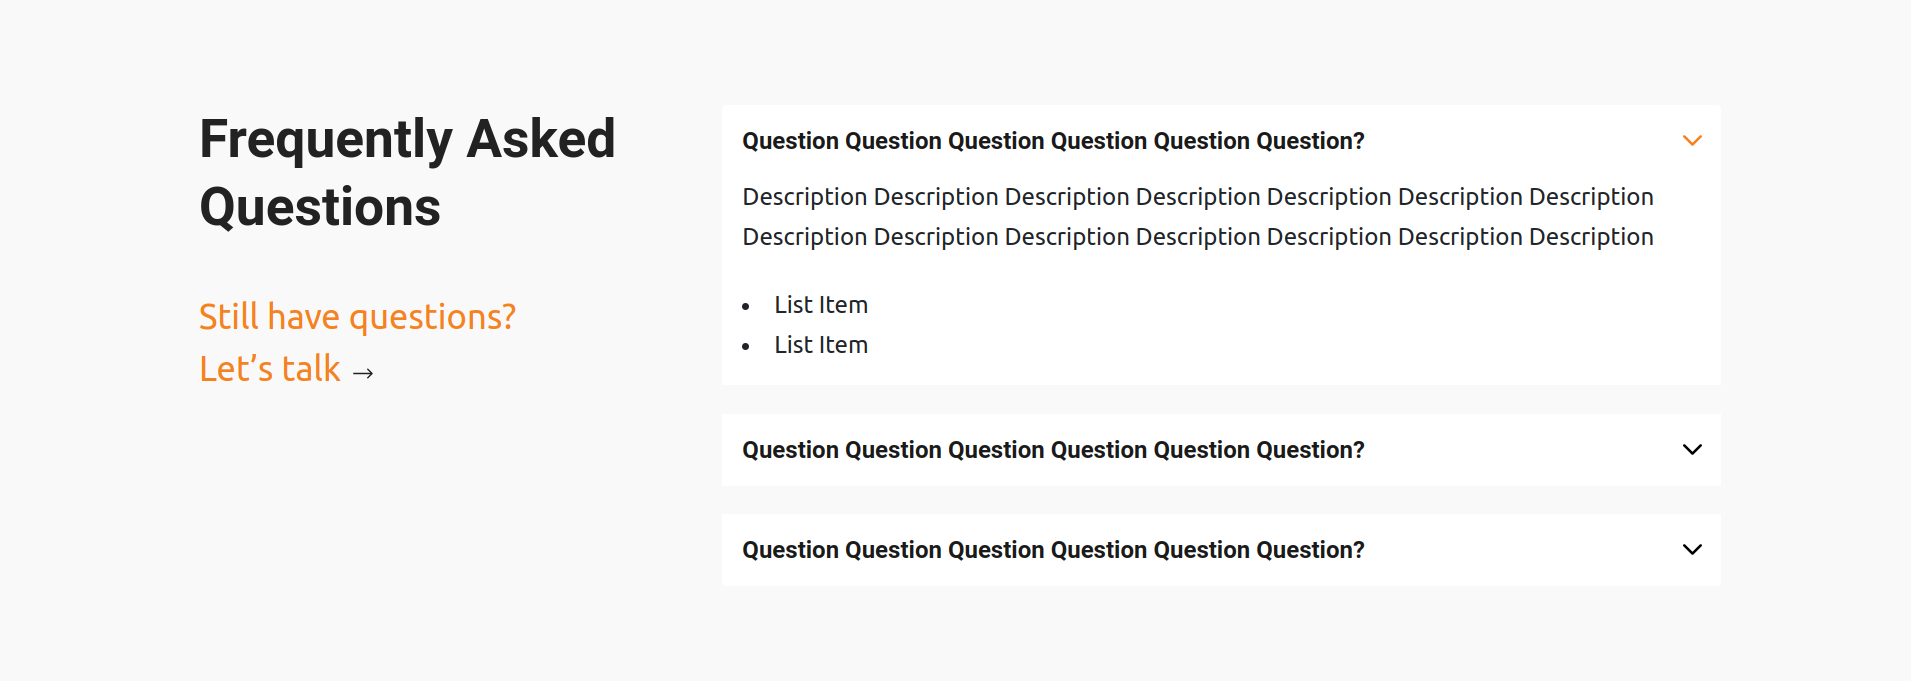 Frequently Asked
Questions
Still have questions?
Let’s talk →
Question Question Question Question Question Question?
Description Description Description Description Description Description Description
Description Description Description Description Description Description Description
• List Item
• List Item
Question Question Question Question Question Question?
Question Question Question Question Question Question?